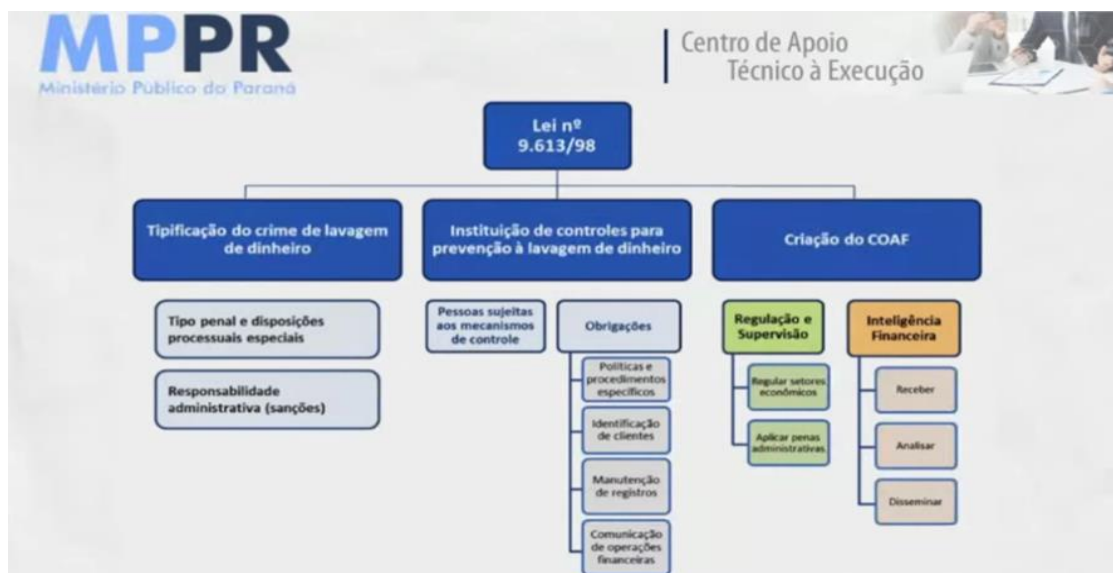 MPPR
Ministério Público do Paraná
Centro de Apoio
Técnico à Execução
Lei nº
9.613/98
Tipificação do crime de lavagem
de dinheiro
Instituição de controles para
prevenção à lavagem de dinheiro
Criação do COAF
Tipo penal e disposições
processuais especiais
Responsabilidade
administrativa (sanções)
Pessoas sujeitas
aos mecanismos
de controle
Obrigações
Políticas e
procedimentos
específicos
Identificação
de clientes
Manutenção
de registros
Comunicação
de operações
financeiras
Regulação e
Supervisão
Regular setores
econômicos
Aplicar penas
administrativas
Inteligência
Financeira
Receber
Analisar
Disseminar